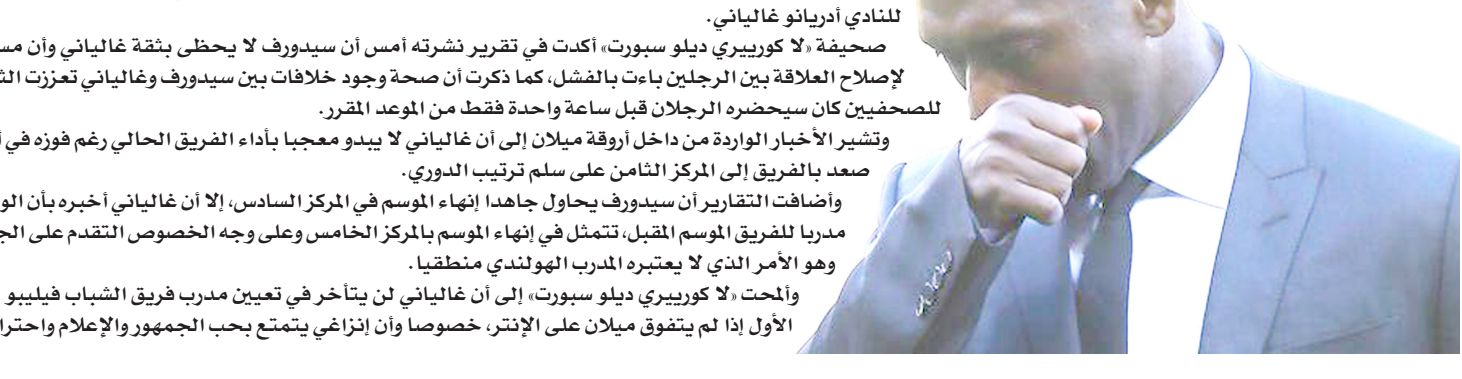 للنادي أدريانو غالياني.
صحيفة «لا كورييري ديلو سبورت» أكدت في تقرير نشرته أمس أن سيدورف لا يحظى بثقة غالياني وأن
لإصلاح العلاقة بين الرجلين باءت بالفشل، كما ذكرت أن صحة وجود خلافات بين سيدورف وغالياني تعززت
للصحفيين كان سيحضره الرجلان قبل ساعة واحدة فقط من الموعد المقرر.
وتشير الأخبار الواردة من داخل أروقة ميلان إلى أن غالياني لا يبدو معجبا بأداء الفريق الحالي رغم فوزه في
صعد بالفريق إلى المركز الثامن على سلم ترتيب الدوري.
وأضافت التقارير أن سيدورف يحاول جاهدا إنهاء الموسم في المركز السادس، إلا أن غالياني أخبره بأن
مدربا للفريق الموسم المقبل، تتمثل في إنهاء الموسم بالمركز الخامس وعلى وجه الخصوص التقدم على
وهو الأمر الذي لا يعتبره المدرب الهولندي منطقيا.
وألمحت «لا كورييري ديلو سبورت» إلى أن غالياني لن يتأخر في تعيين مدرب فريق الشباب فيليبو
الأول إذا لم يتفوق ميلان على الإنتر، خصوصا وأن إنزاغي يتمتع بحب الجمهور والإعلام